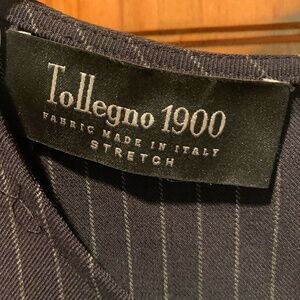 Tollegno 1900
FABRIC MADE IN ITALY
STRETCH